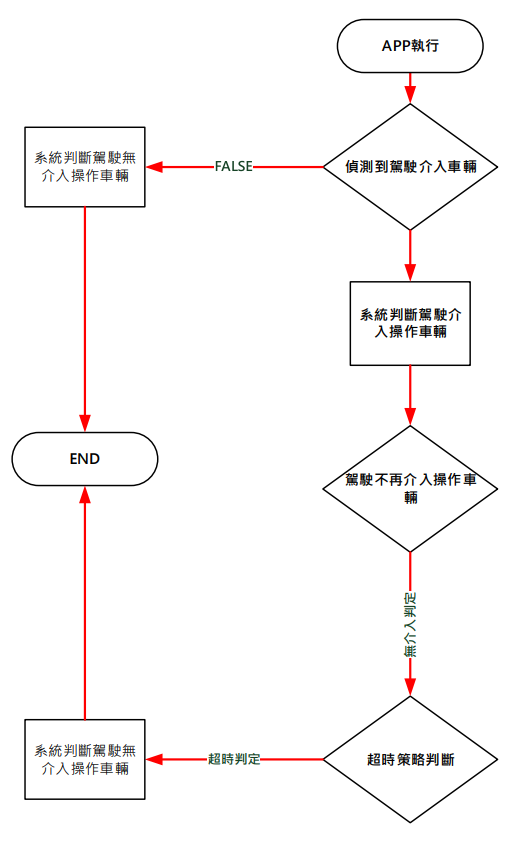 APP執行
偵測到駕駛介入車輛
FALSE
系統判斷駕駛無
介入操作車輛
系統判斷駕駛介
入操作車輛
END
駕駛不再介入操作車
輛
無介入判定
超時策略判斷
超時判定
系統判斷駕駛無
介入操作車輛